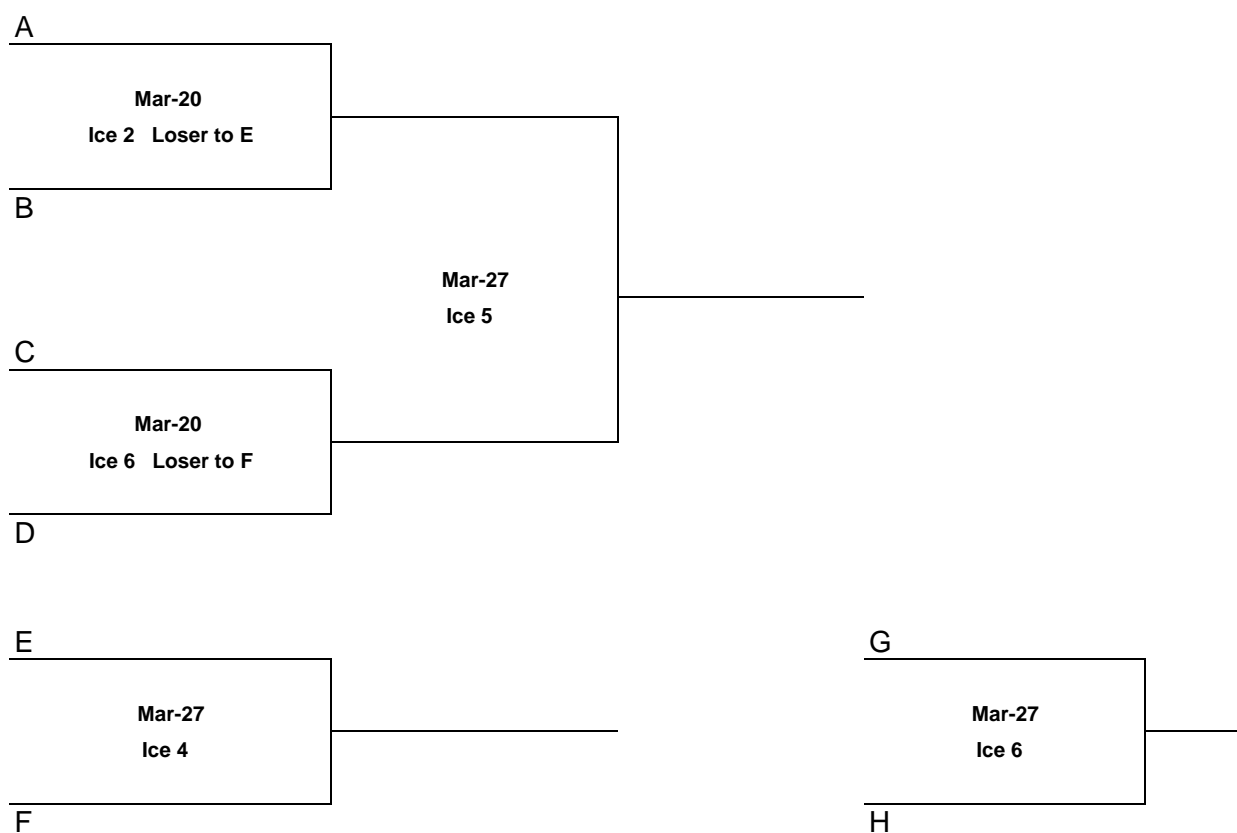 A
Mar-20
Ice 2 Loser to E
B
Mar-27
Ice 5
C
Mar-20
Ice 6 Loser to F
D
E
G
Mar-27
Ice 4
Mar-27
Ice 6
F
H